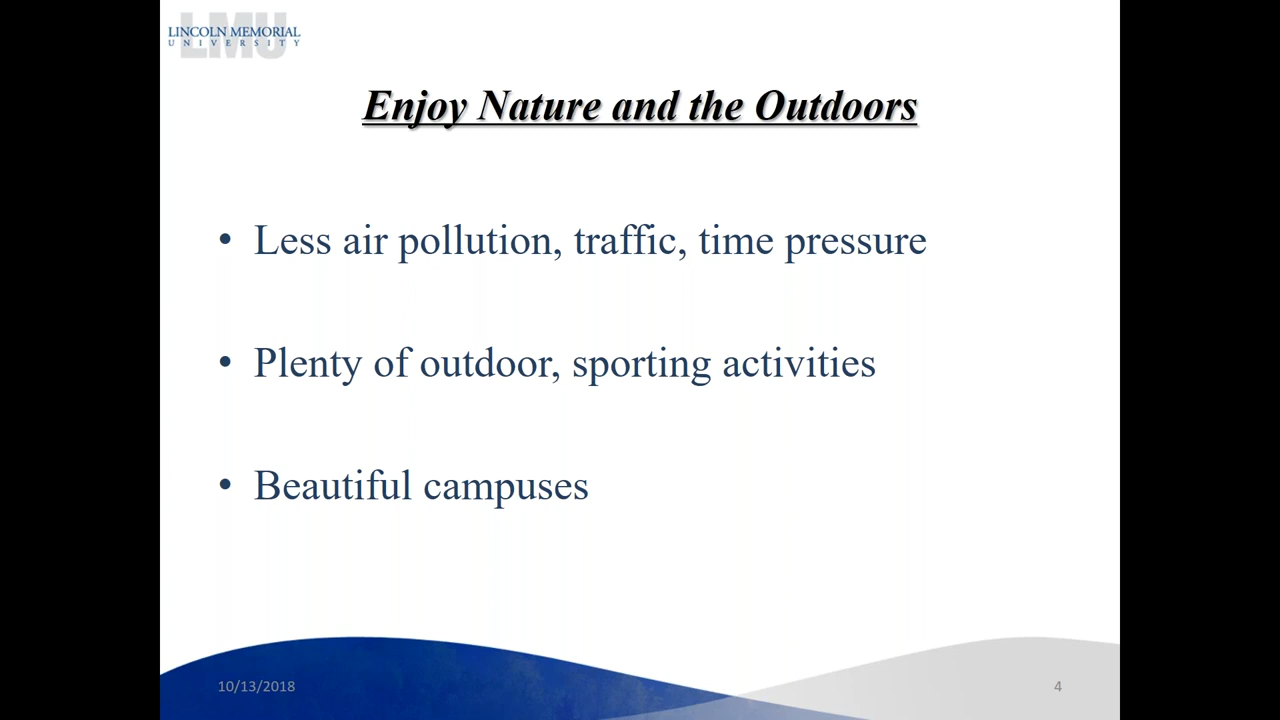 LMU
LINCOLN MEMORIAL
UNIVERSITY
Enjoy Nature and the Outdoors
• Less air pollution, traffic, time pressure
• Plenty of outdoor, sporting activities
• Beautiful campuses
10/13/2018
4